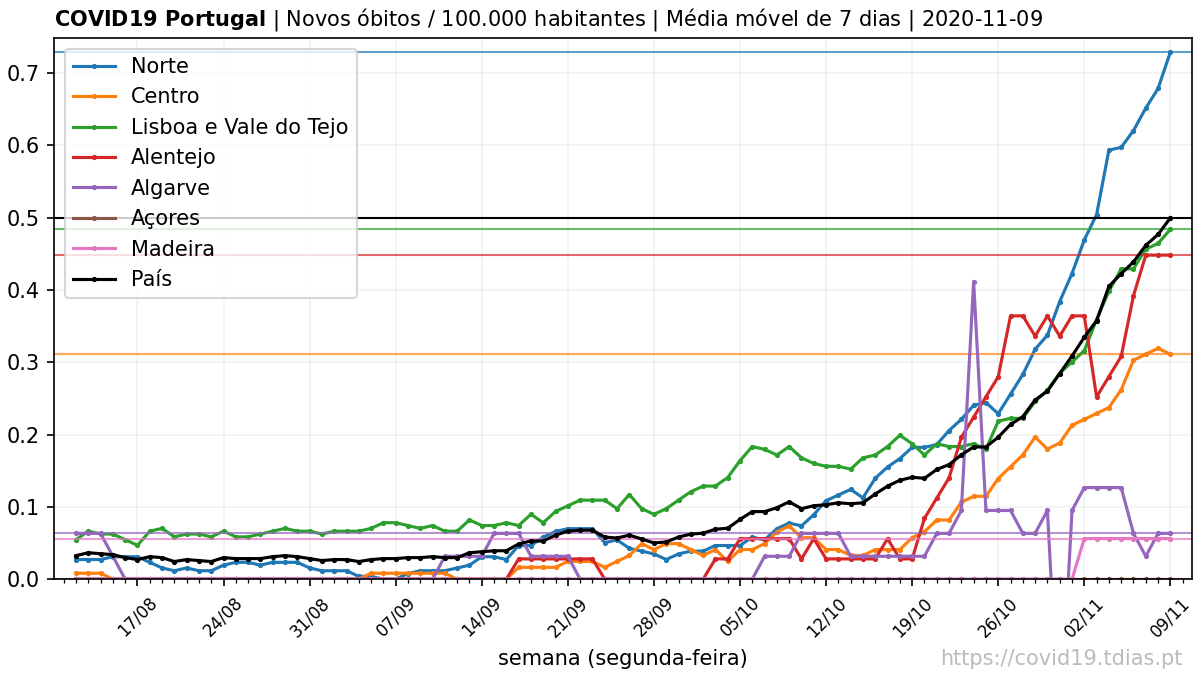 COVID19 Portugal | Novos óbitos / 100.000 habitantes | Média móvel de 7 dias | 2020-11-09
Norte
Centro
Lisboa e Vale do Tejo
Alentejo
Algarve
Açores
Madeira
País
0.7
0.6
0.5
0.4
0.3
0.2
0.1
0.0
17/08
24/08
31/08
07/09
14/09
21/09
28/09
05/10
12/10
19/10
26/10
02/11
09/11
semana (segunda-feira)
https://covid19.tdias.pt